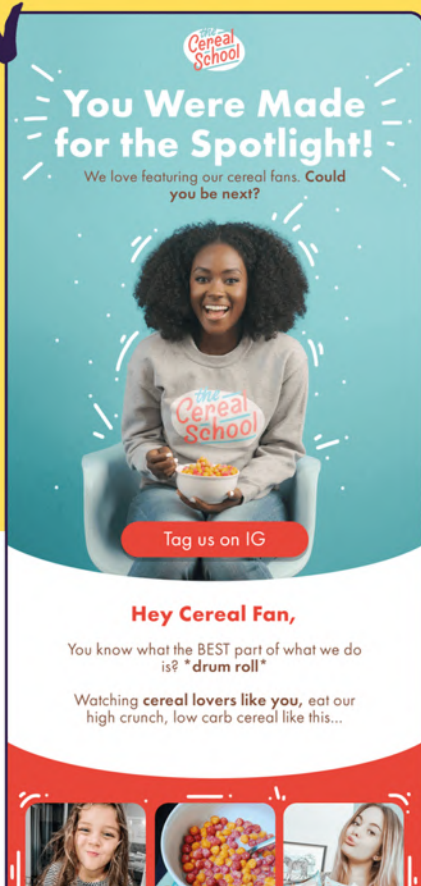 the
Cereal
School
You Were Made
for the Spotlight!
We love featuring our cereal fans. Could
you be next?
the
Cereal
School
Tag us on IG
Hey Cereal Fan,
You know what the BEST part of what we do
is? *drum roll*
Watching cereal lovers like you, eat our
high crunch, low carb cereal like this...